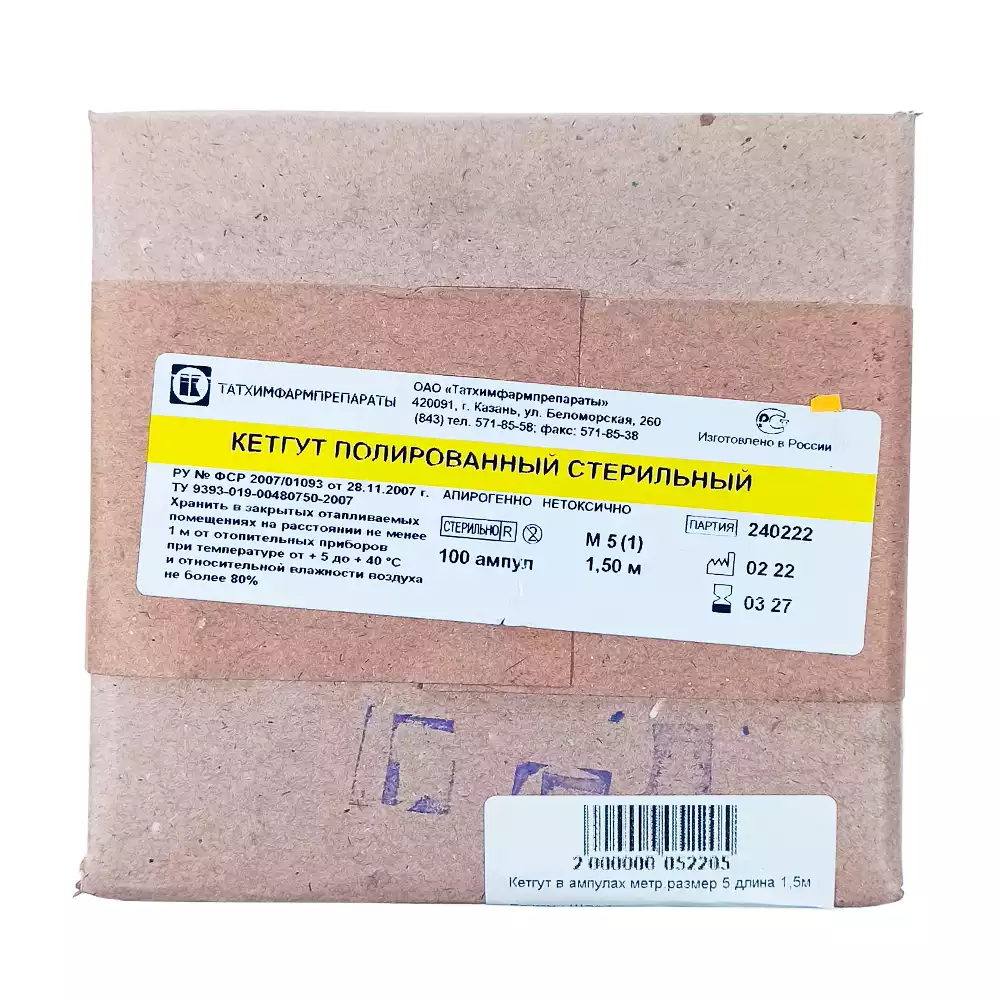 ТАТХИМФАРМПРЕПАРАТЫ
ОАО «Татхимфармпрепараты»
420091, г. Казань, ул. Беломорская, 260
(843) тел. 571-85-58; факс: 571-85-38
Изготовлено в России
КЕТГУТ ПОЛИРОВАННЫЙ СТЕРИЛЬНЫЙ
РУ № ФСР 2007/01093 от 28.11.2007 г.
ТУ 9393-019-00480750-2007
Хранить в закрытых отапливаемых
помещениях на расстоянии не менее
1 м от отопительных приборов
при температуре от + 5 до + 40 °С
и относительной влажности воздуха
не более 80%
АПИРОГЕННО НЕТОКСИЧНО
СТЕРИЛЬНО R 2
100 ампул
М 5 (1)
1,50 м
ПАРТИЯ 240222
02 22
03 27
2 000000 052205
Кетгут в ампулах метр.размер 5 длина 1,5м